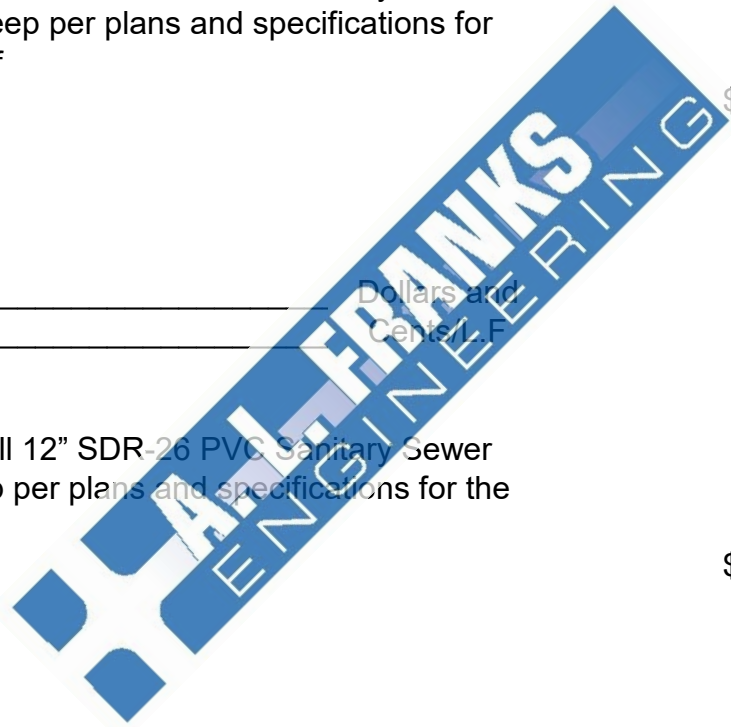 eep per plans and specifications for
$
Dollars and
Cents/L.F
A.L. FRANKS
ENGINEERING
ll 12” SDR-26 PVC Sanitary Sewer
per plans and specifications for the
$